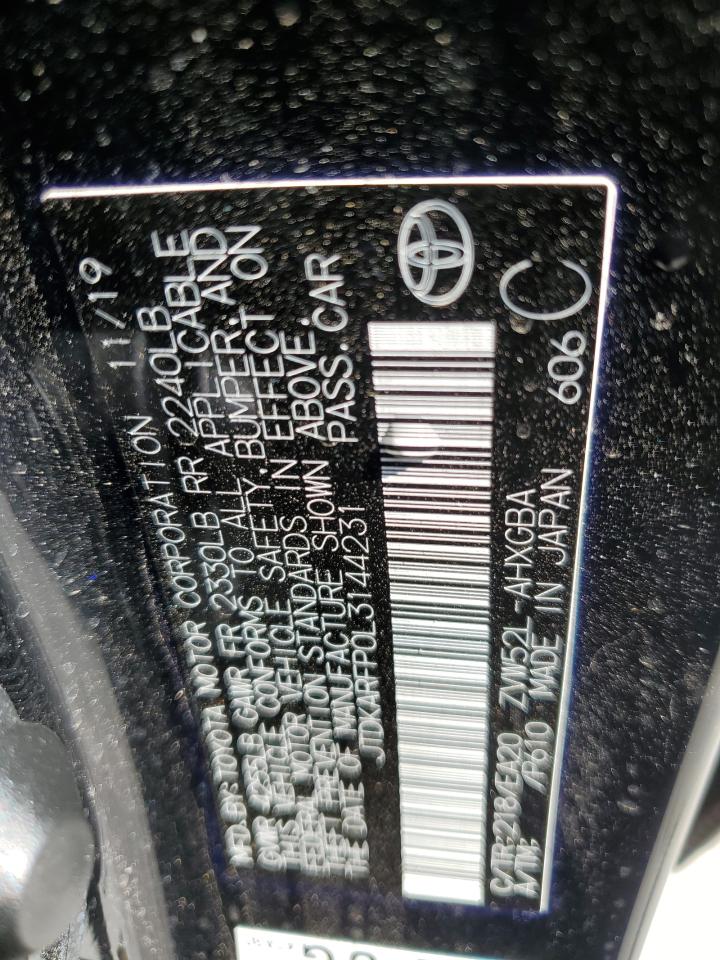 MFD BY: TOYOTA MOTOR CORPORATION 11/19
GVWR GAWR FR 2330LB RR 2240LB
THIS VEHICLE CONFORMS TO ALL APPLICABLE
FEDERAL MOTOR VEHICLE SAFETY, BUMPER, AND
THEFT PREVENTION STANDARDS IN EFFECT ON
THE DATE OF MANUFACTURE SHOWN ABOVE.
JTDKARFP0L3144231 PASS.CAR
C/TR: 218/EA20 ZVW52L-AHXGBA
A/TM: /P610 MADE IN JAPAN
606 C